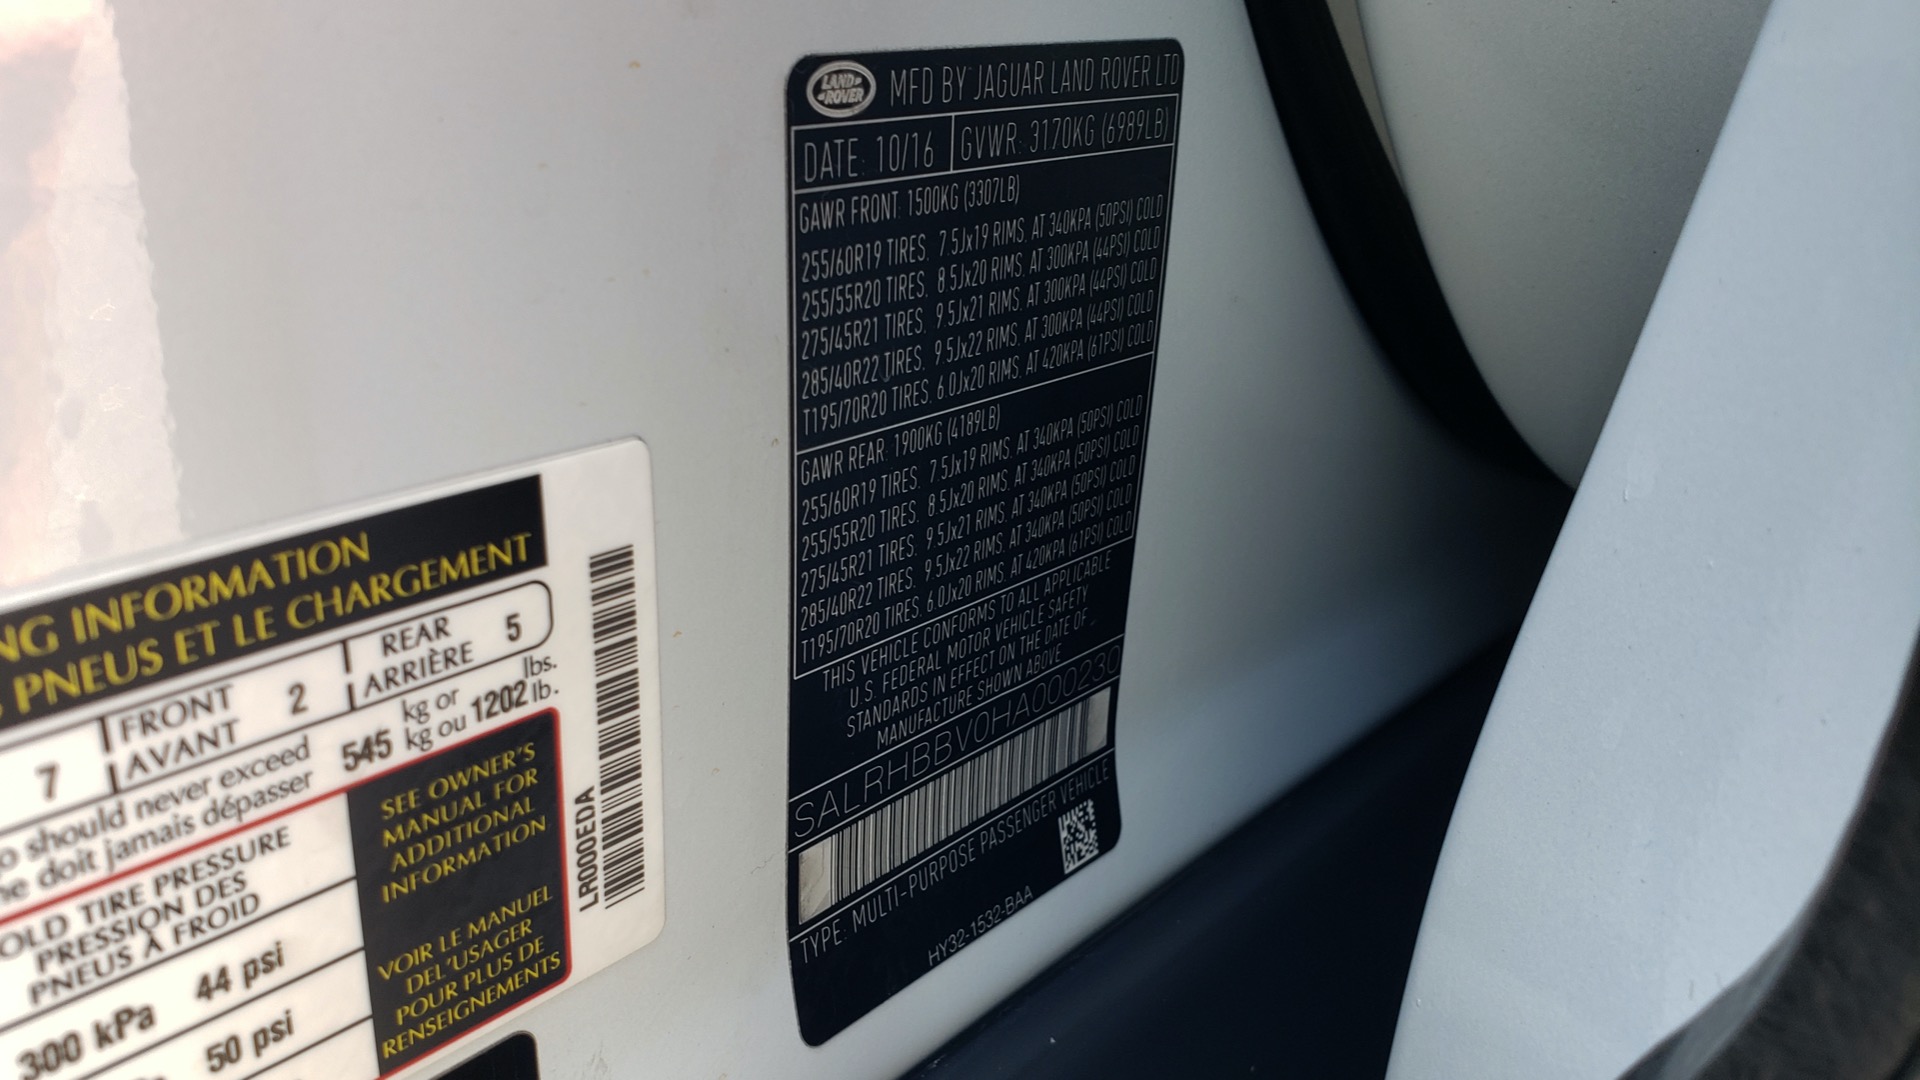 NG INFORMATION
PNEUS ET LE CHARGEMENT
7
FRONT
AVANT
2
REAR
ARRIÈRE
5
should never exceed
doit jamais dépasser
545
kg or
kg ou
1202
lbs.
lb.
OLD TIRE PRESSURE
PRESSION DES
PNEUS À FROID
300 kPa
44 psi
50 psi
SEE OWNER'S
MANUAL FOR
ADDITIONAL
INFORMATION
VOIR LE MANUEL
DEL'USAGER
POUR PLUS DE
RENSEIGNEMENTS
LR000EDA
LAND-
-ROVER
MFD BY JAGUAR LAND ROVER LTD
DATE: 10/16
GVWR: 3170KG (6989LB)
GAWR FRONT: 1500KG (3307LB)
255/60R19 TIRES. 7.5Jx19 RIMS. AT 340KPA (50PSI) COLD
255/55R20 TIRES. 8.5Jx20 RIMS. AT 300KPA (44PSI) COLD
275/45R21 TIRES. 9.5Jx21 RIMS. AT 300KPA (44PSI) COLD
285/40R22 TIRES. 9.5Jx22 RIMS. AT 300KPA (44PSI) COLD
T195/70R20 TIRES. 6.0Jx20 RIMS. AT 420KPA (61PSI) COLD
GAWR REAR: 1900KG (4189LB)
255/60R19 TIRES. 7.5Jx19 RIMS. AT 340KPA (50PSI) COLD
255/55R20 TIRES. 8.5Jx20 RIMS. AT 340KPA (50PSI) COLD
275/45R21 TIRES. 9.5Jx21 RIMS. AT 340KPA (50PSI) COLD
285/40R22 TIRES. 9.5Jx22 RIMS. AT 340KPA (50PSI) COLD
T195/70R20 TIRES. 6.0Jx20 RIMS. AT 420KPA (61PSI) COLD
THIS VEHICLE CONFORMS TO ALL APPLICABLE
U.S. FEDERAL MOTOR VEHICLE SAFETY
STANDARDS IN EFFECT ON THE DATE OF
MANUFACTURE SHOWN ABOVE
SALRHBBV0HA000230
TYPE: MULTI-PURPOSE PASSENGER VEHICLE
HY32-1532-BAA